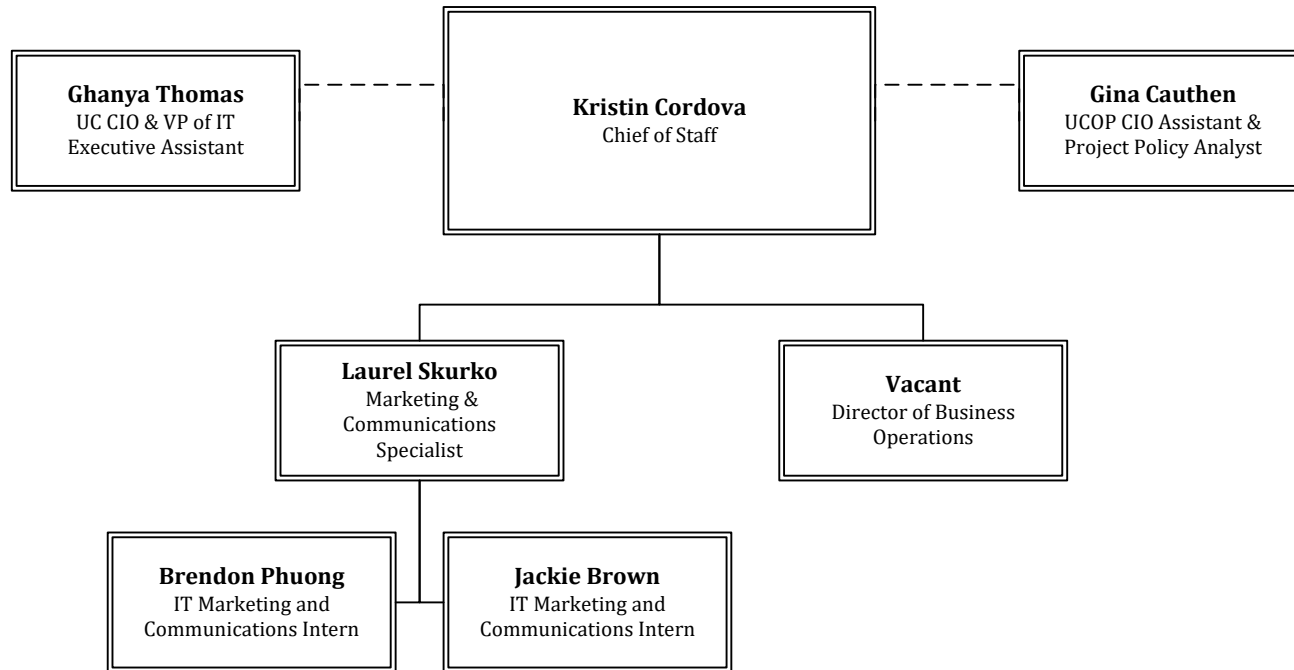 Ghanya Thomas
UC CIO & VP of IT
Executive Assistant
Kristin Cordova
Chief of Staff
Gina Cauthen
UCOP CIO Assistant &
Project Policy Analyst
Laurel Skurko
Marketing &
Communications
Specialist
Vacant
Director of Business
Operations
Brendon Phuong
IT Marketing and
Communications Intern
Jackie Brown
IT Marketing and
Communications Intern